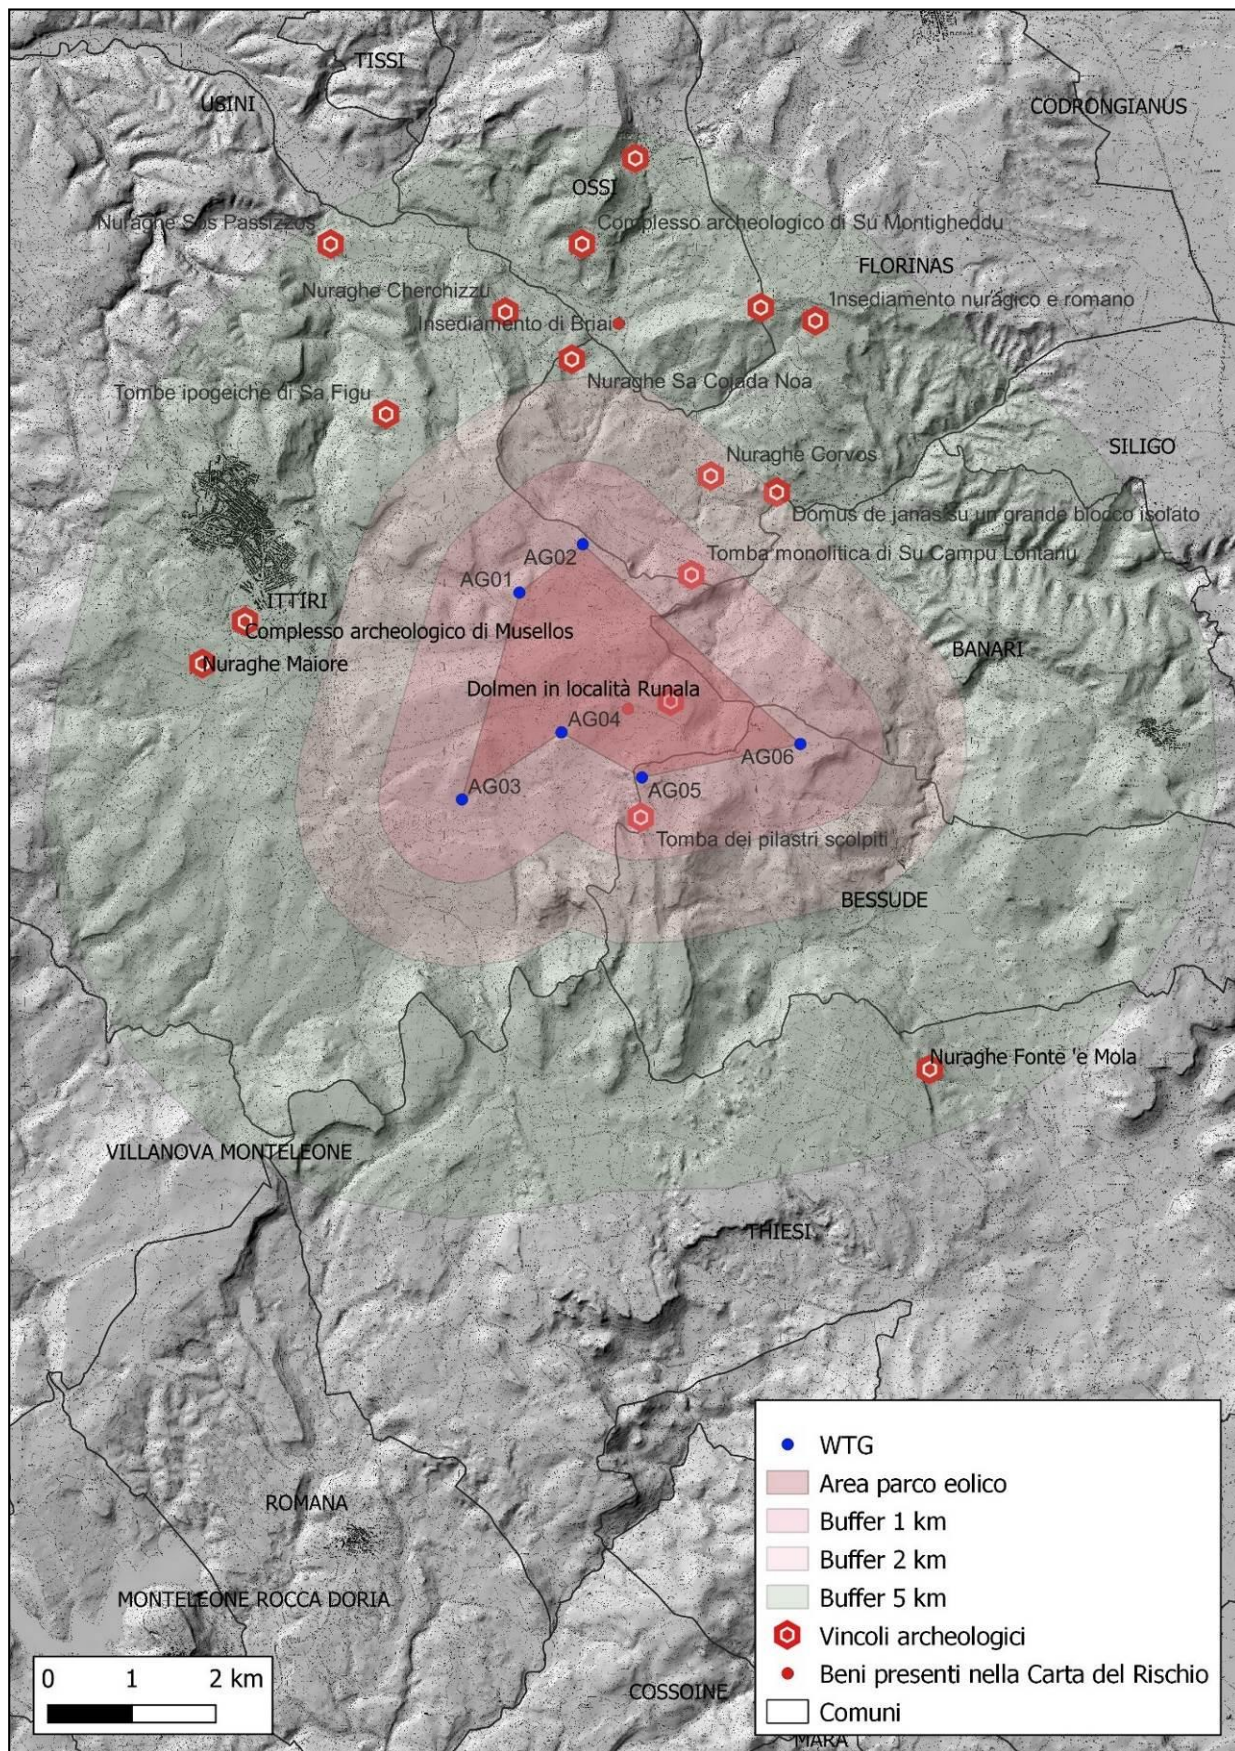 TISSI
USINI
CODRONGIANUS
OSSI
Nuraghe Sos Passizzos
Complesso archeologico di Su Montigheddu
FLORINAS
Nuraghe Cherchizzu
Insediamento nuragico e romano
Insediamento di Briai
Nuraghe Sa Colada Noa
Tombe ipogeiche di Sa Figu
SILIGO
Nuraghe Corvos
Domus de janas su un grande blocco isolato
AG02
Tomba monolitica di Su Campu Lontanu
AG01
ITTIRI
Complesso archeologico di Musellos
BANARI
Nuraghe Maiore
Dolmen in località Runala
AG04
AG06
AG03
AG05
Tomba dei pilastri scolpiti
BESSUDE
Nuraghe Fonte 'e Mola
VILLANOVA MONTELEONE
THIESI
ROMANA
MONTELEONE ROCCA DORIA
COSSOINE
MARA
WTG
Area parco eolico
Buffer 1 km
Buffer 2 km
Buffer 5 km
Vincoli archeologici
Beni presenti nella Carta del Rischio
Comuni
0 1 2 km